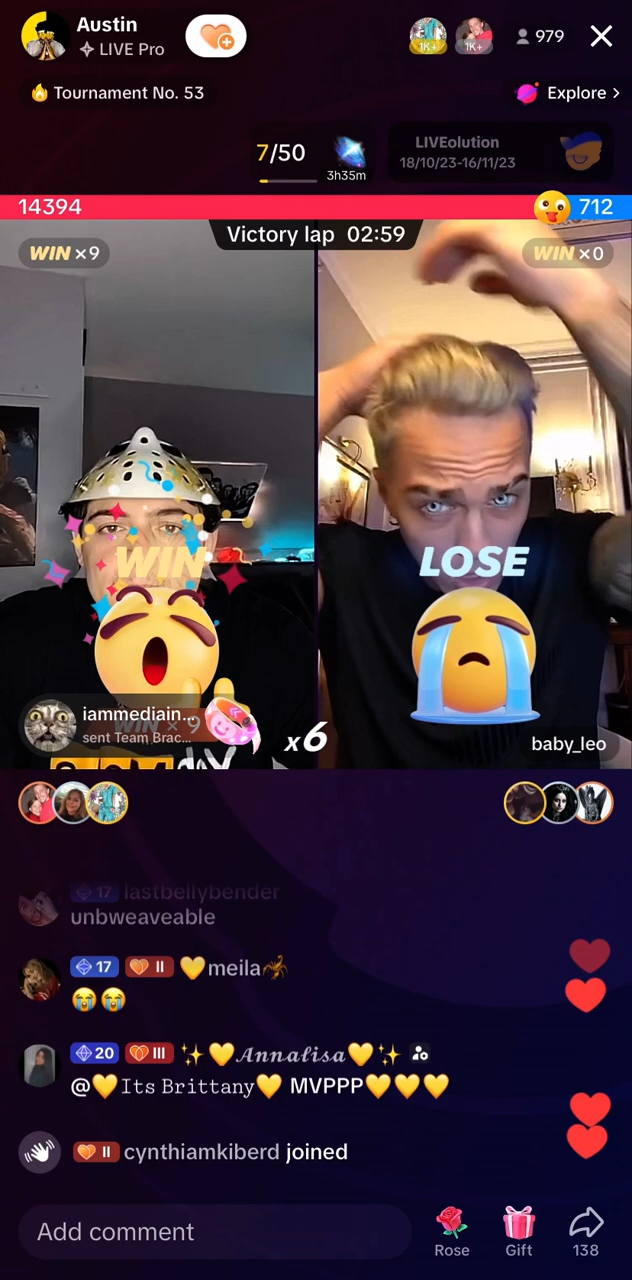 Austin
LIVE Pro
1K+
1K+
979
Tournament No. 53
Explore
7/50
3h35m
LIVEolution
18/10/23-16/11/23
14394
712
Victory lap 02:59
WIN ×9
WIN ×0
WIN
LOSE
iammediain...
WIN × 9
sent Team Brac...
x6
baby_leo
17 lastbellybender
unbweaveable
17 II 💛meila🦂
😭😭
20 III ✨💛𝓐𝓷𝓷𝓪𝓵𝓲𝓼𝓪💛✨
@💛𝙸𝚝𝚜 𝙱𝚛𝚒𝚝𝚝𝚊𝚗𝚢💛 MVPPP💛💛💛
II cynthiamkiberd joined
Add comment
Rose
Gift
138